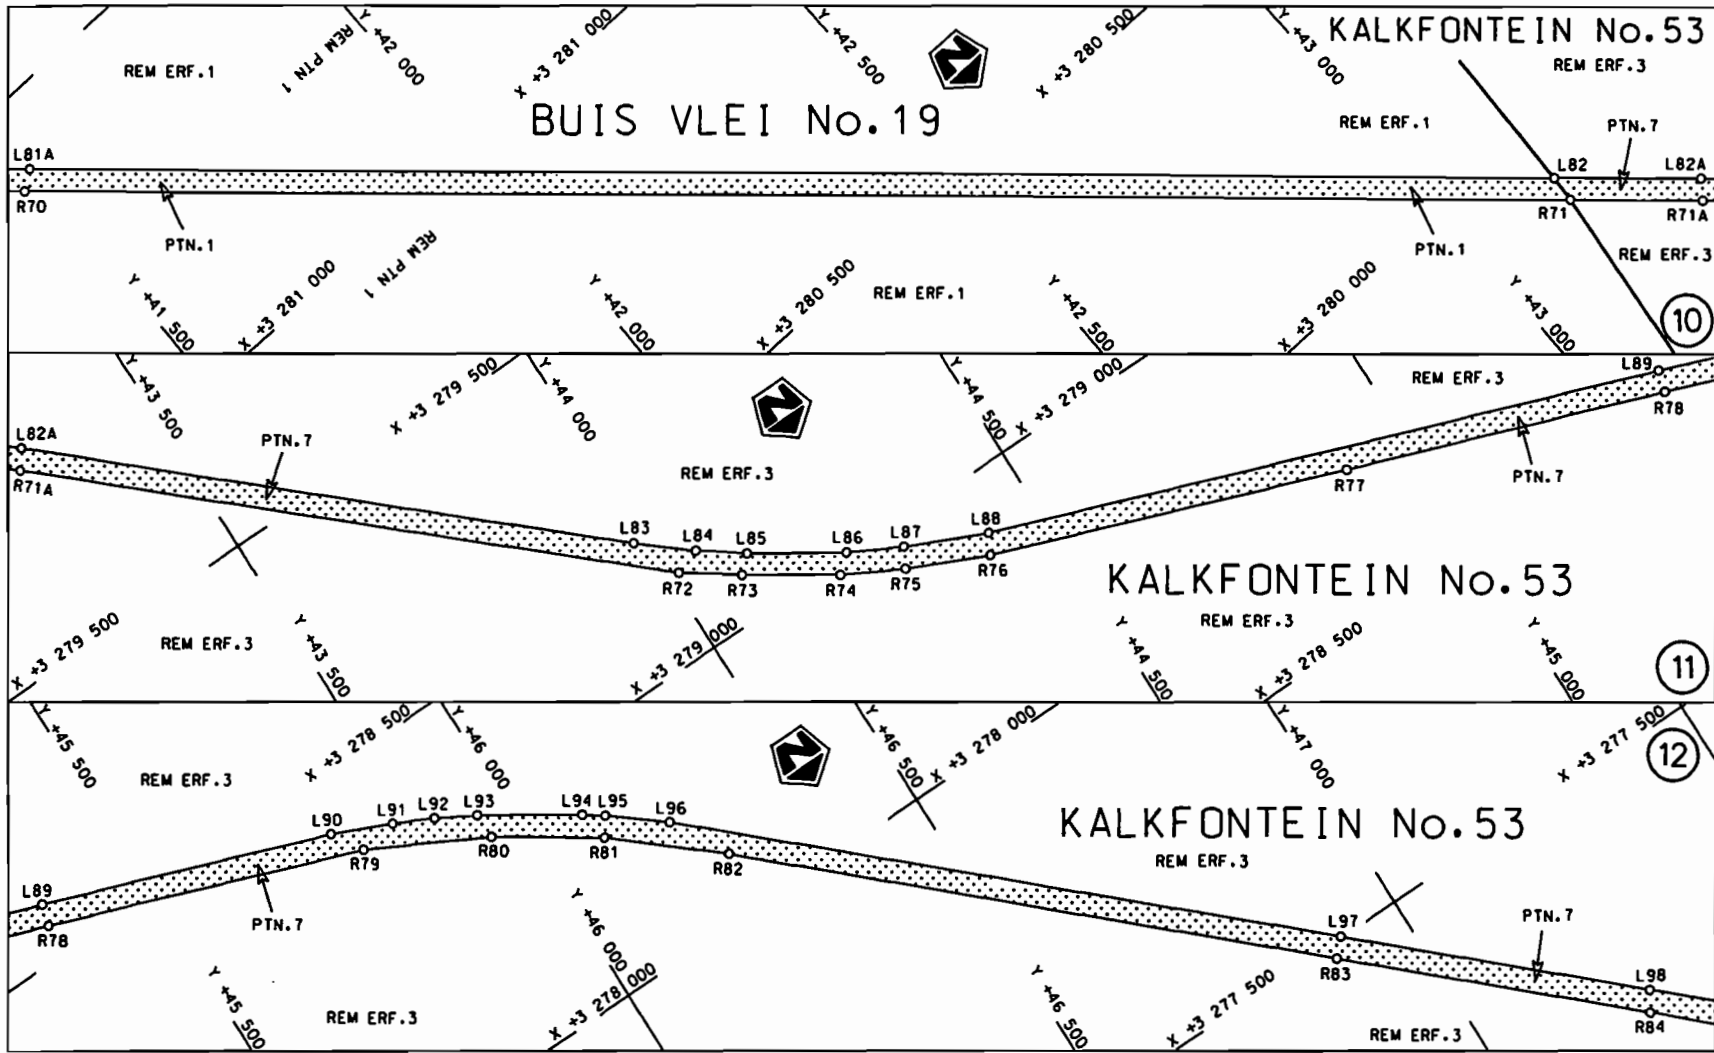 Y +42 000
X +3 281 000
Y +42 500
X +3 280 500
Y +43 000
KALKFONTEIN No.53
REM ERF.3
REM ERF.1
REM PTN 1
BUIS VLEI No.19
REM ERF.1
PTN.7
L81A
L82
L82A
R70
R71
R71A
PTN.1
REM PTN 1
PTN.1
REM ERF.3
Y +41 500
X +3 281 000
Y +42 000
X +3 280 500
REM ERF.1
Y +42 500
X +3 280 000
Y +43 000
10
Y +43 500
X +3 279 500
Y +44 000
Y +44 500
X +3 279 000
REM ERF.3
L89
R78
L82A
PTN.7
REM ERF.3
R71A
R77
PTN.7
L83
L84
L85
L86
L87
L88
R72
R73
R74
R75
R76
KALKFONTEIN No.53
REM ERF.3
X +3 279 500
REM ERF.3
Y +43 500
X +3 279 000
Y +44 500
X +3 278 500
Y +45 000
11
Y +45 500
X +3 278 500
Y +46 000
Y +46 500
X +3 278 000
Y +47 000
X +3 277 500
12
REM ERF.3
L90
L91
L92
L93
L94
L95
L96
KALKFONTEIN No.53
REM ERF.3
R79
R80
R81
R82
L89
R78
PTN.7
L97
PTN.7
R83
L98
R84
Y +45 500
REM ERF.3
Y +46 000
X +3 278 000
Y +46 500
X +3 277 500
REM ERF.3